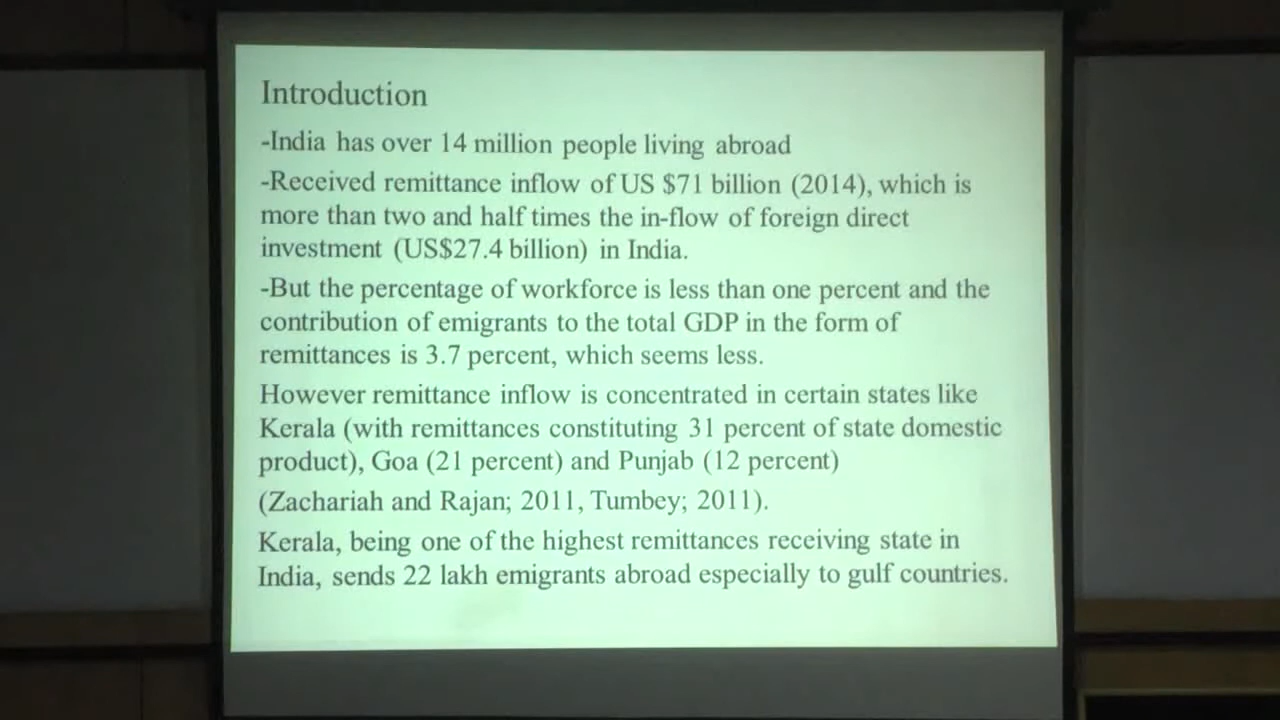 Introduction
-India has over 14 million people living abroad
-Received remittance inflow of US $71 billion (2014), which is
more than two and half times the in-flow of foreign direct
investment (US$27.4 billion) in India.
-But the percentage of workforce is less than one percent and the
contribution of emigrants to the total GDP in the form of
remittances is 3.7 percent, which seems less.
However remittance inflow is concentrated in certain states like
Kerala (with remittances constituting 31 percent of state domestic
product), Goa (21 percent) and Punjab (12 percent)
(Zachariah and Rajan; 2011, Tumbey; 2011).
Kerala, being one of the highest remittances receiving state in
India, sends 22 lakh emigrants abroad especially to gulf countries.